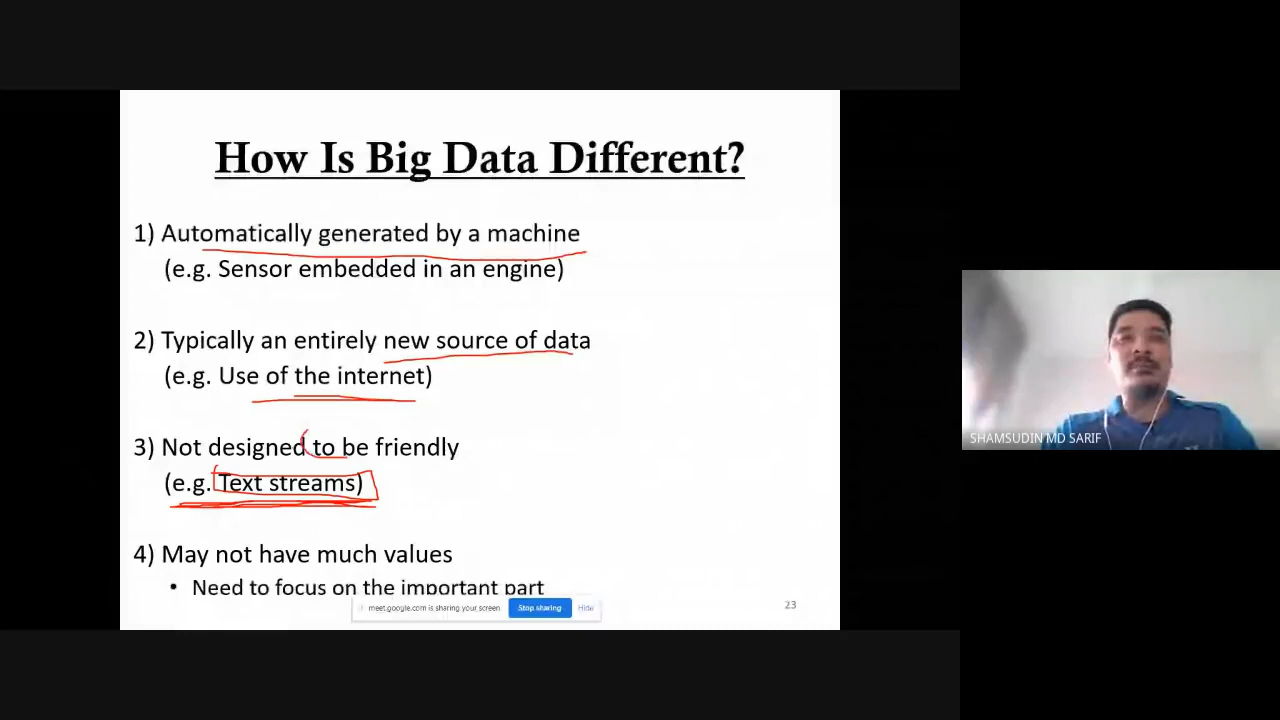 How Is Big Data Different?
1) Automatically generated by a machine
(e.g. Sensor embedded in an engine)
2) Typically an entirely new source of data
(e.g. Use of the internet)
3) Not designed to be friendly
(e.g. Text streams)
4) May not have much values
• Need to focus on the important part
meet.google.com is sharing your screen Stop sharing Hide
23
SHAMSUDIN MD SARIF